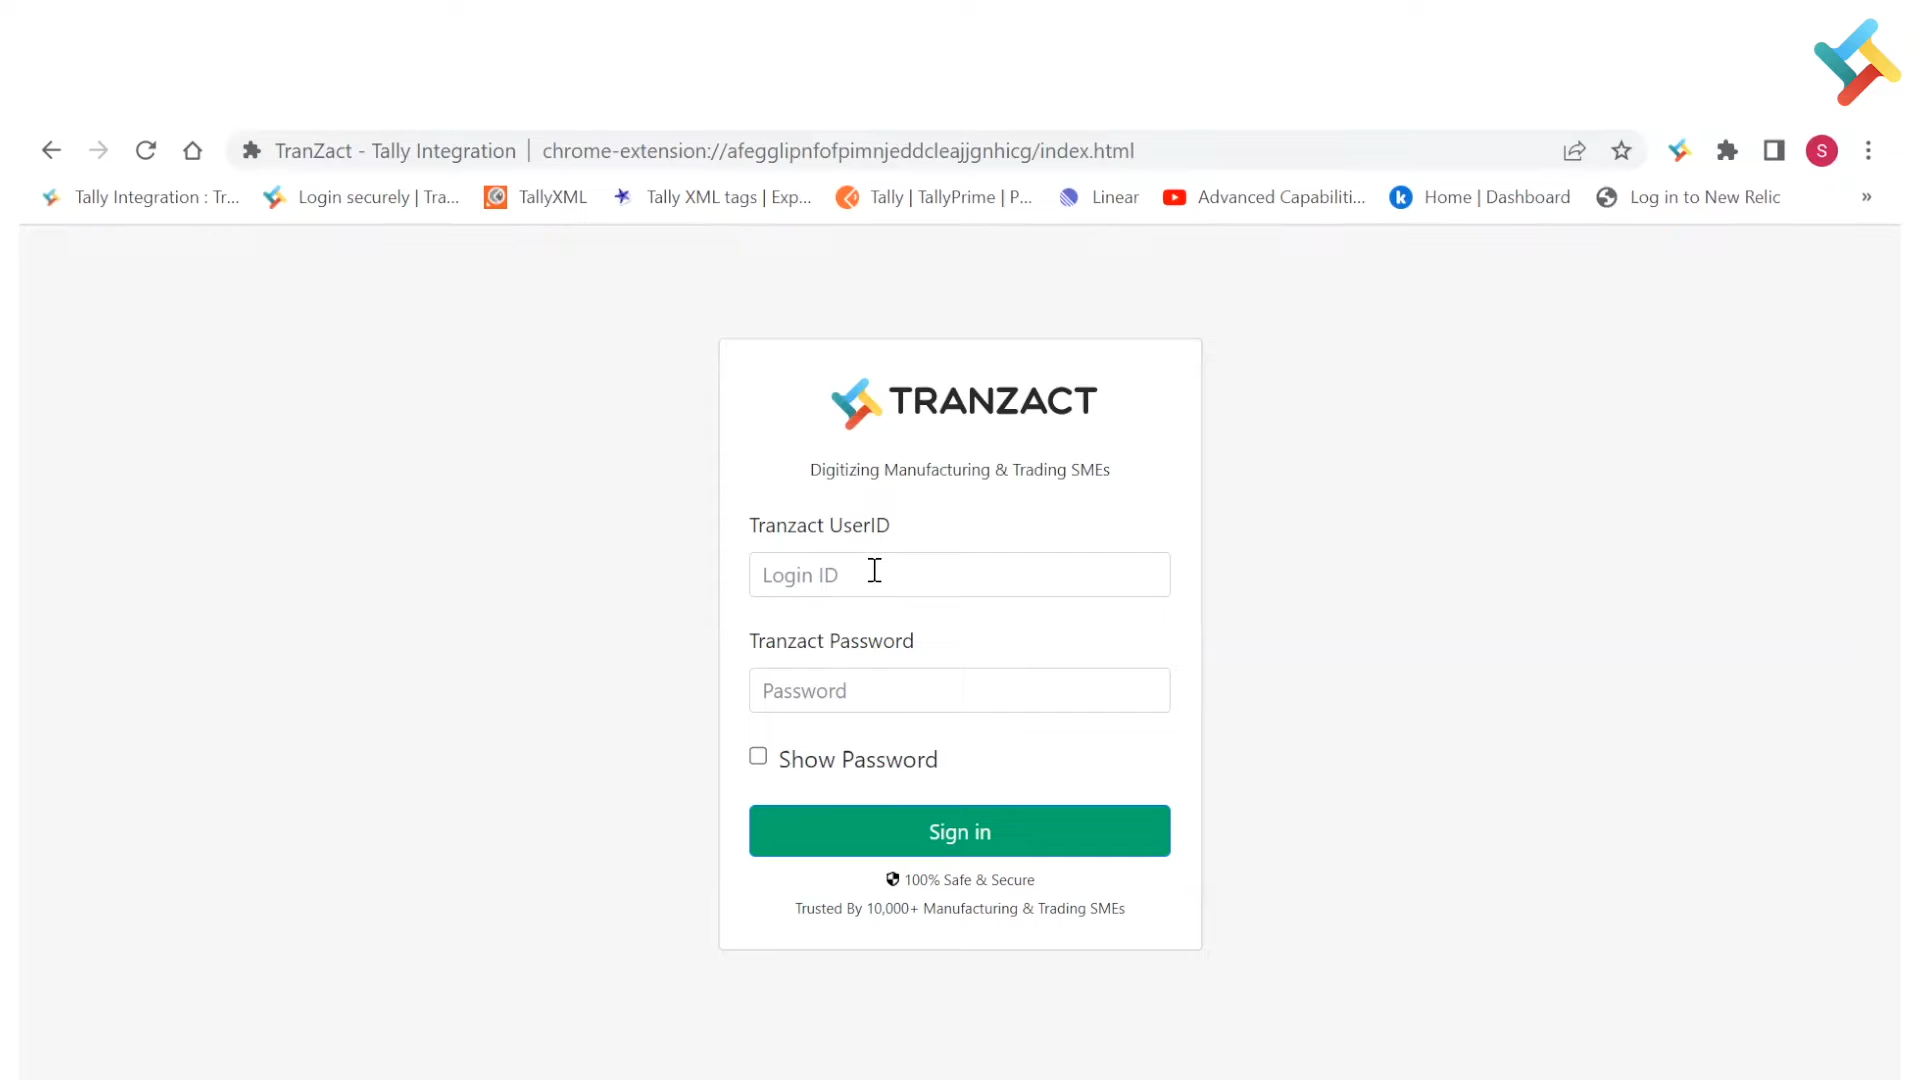 TranZact - Tally Integration | chrome-extension://afegglipnfofpimnjeddcleajjgnhicg/index.html
S
Tally Integration : Tr... Login securely | Tra... TallyXML Tally XML tags | Exp... Tally | TallyPrime | P... Linear Advanced Capabiliti... k Home | Dashboard Log in to New Relic »
TRANZACT
Digitizing Manufacturing & Trading SMEs
Tranzact UserID
Login ID
Tranzact Password
Password
Show Password
Sign in
100% Safe & Secure
Trusted By 10,000+ Manufacturing & Trading SMEs